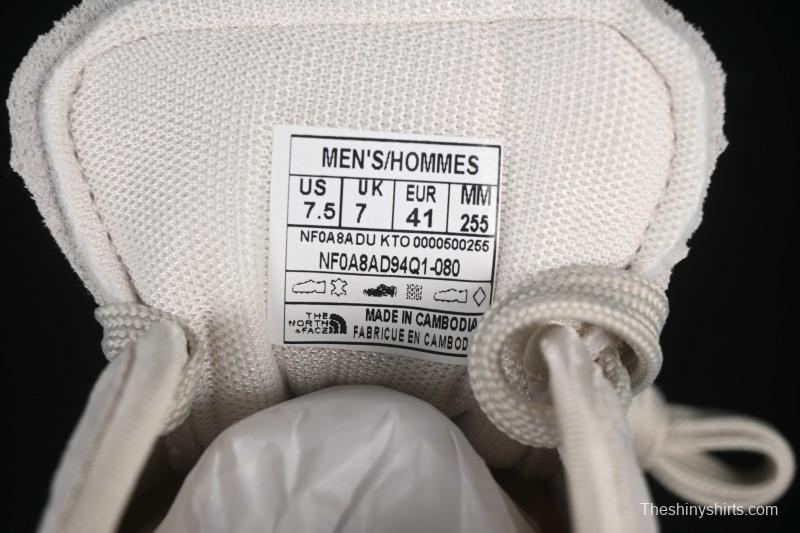 MEN'S/HOMMES
US UK EUR MM
7.5 7 41 255
NF0A8ADU KTO 0000500255
NF0A8AD94Q1-080
THE NORTH FACE
MADE IN CAMBODIA
FABRIQUE EN CAMBOD
Theshinyshirts.com